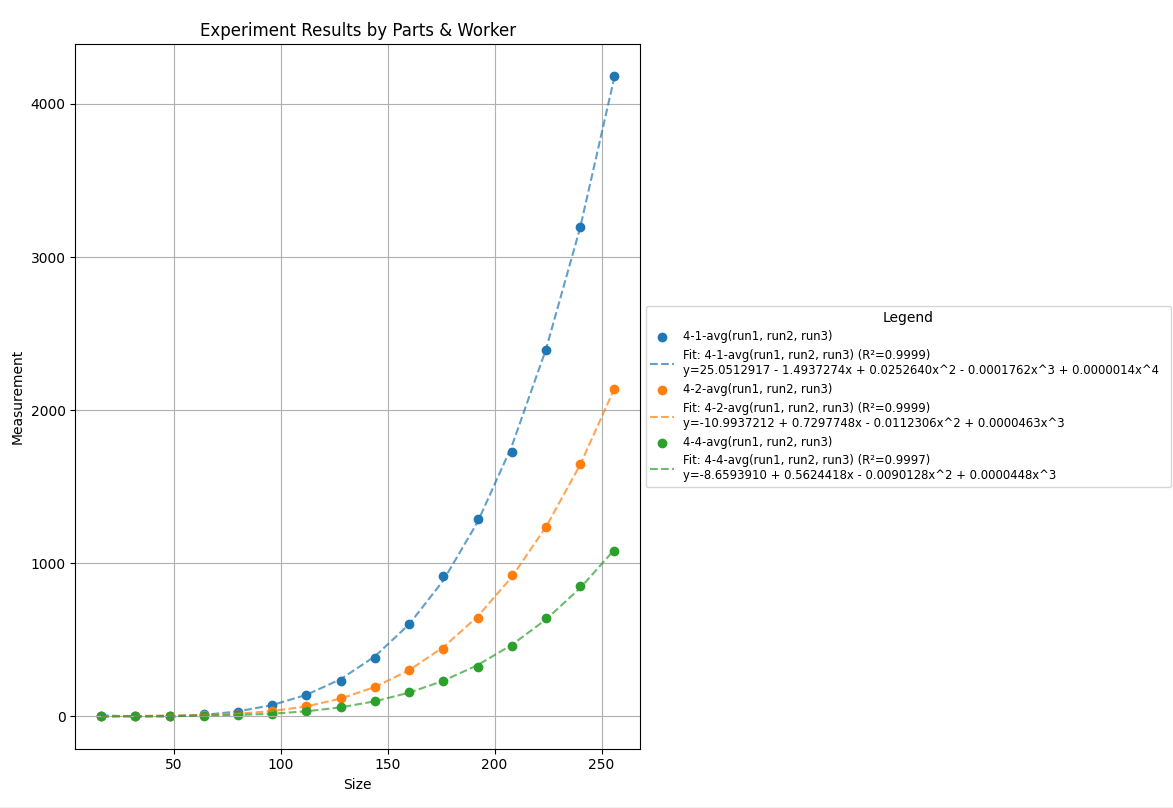 Experiment Results by Parts & Worker
Measurement
4000
3000
2000
1000
0
50
100
150
200
250
Size
Legend
4-1-avg(run1, run2, run3)
Fit: 4-1-avg(run1, run2, run3) (R²=0.9999)
y=25.0512917 - 1.4937274x + 0.0252640x^2 - 0.0001762x^3 + 0.0000014x^4
4-2-avg(run1, run2, run3)
Fit: 4-2-avg(run1, run2, run3) (R²=0.9999)
y=-10.9937212 + 0.7297748x - 0.0112306x^2 + 0.0000463x^3
4-4-avg(run1, run2, run3)
Fit: 4-4-avg(run1, run2, run3) (R²=0.9997)
y=-8.6593910 + 0.5624418x - 0.0090128x^2 + 0.0000448x^3